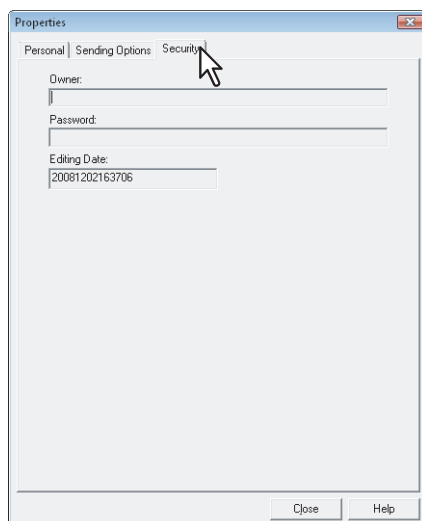 Properties
Personal Sending Options Security
Owner:
Password:
Editing Date:
20081202163706
Close Help